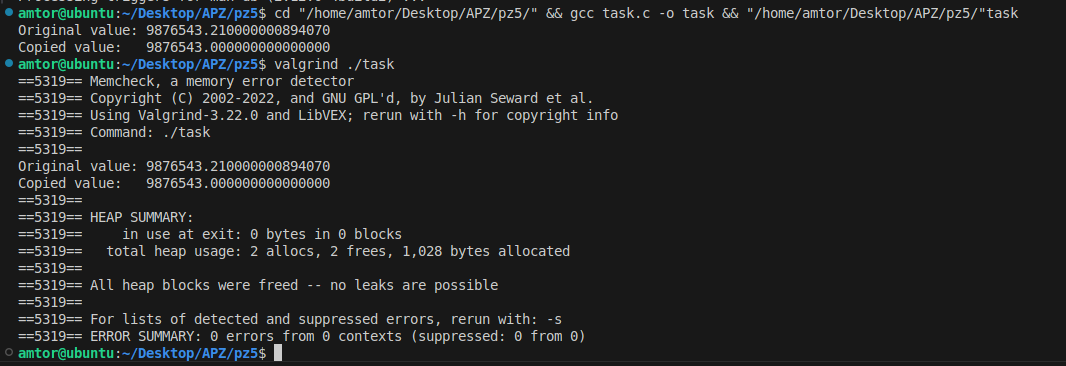 amtor@ubuntu:~/Desktop/APZ/pz5$ cd "/home/amtor/Desktop/APZ/pz5/" && gcc task.c -o task && "/home/amtor/Desktop/APZ/pz5/"task
Original value: 9876543.210000000894070
Copied value:   9876543.000000000000000
amtor@ubuntu:~/Desktop/APZ/pz5$ valgrind ./task
==5319== Memcheck, a memory error detector
==5319== Copyright (C) 2002-2022, and GNU GPL'd, by Julian Seward et al.
==5319== Using Valgrind-3.22.0 and LibVEX; rerun with -h for copyright info
==5319== Command: ./task
==5319==
Original value: 9876543.210000000894070
Copied value:   9876543.000000000000000
==5319==
==5319== HEAP SUMMARY:
==5319==     in use at exit: 0 bytes in 0 blocks
==5319==   total heap usage: 2 allocs, 2 frees, 1,028 bytes allocated
==5319==
==5319== All heap blocks were freed -- no leaks are possible
==5319==
==5319== For lists of detected and suppressed errors, rerun with: -s
==5319== ERROR SUMMARY: 0 errors from 0 contexts (suppressed: 0 from 0)
amtor@ubuntu:~/Desktop/APZ/pz5$